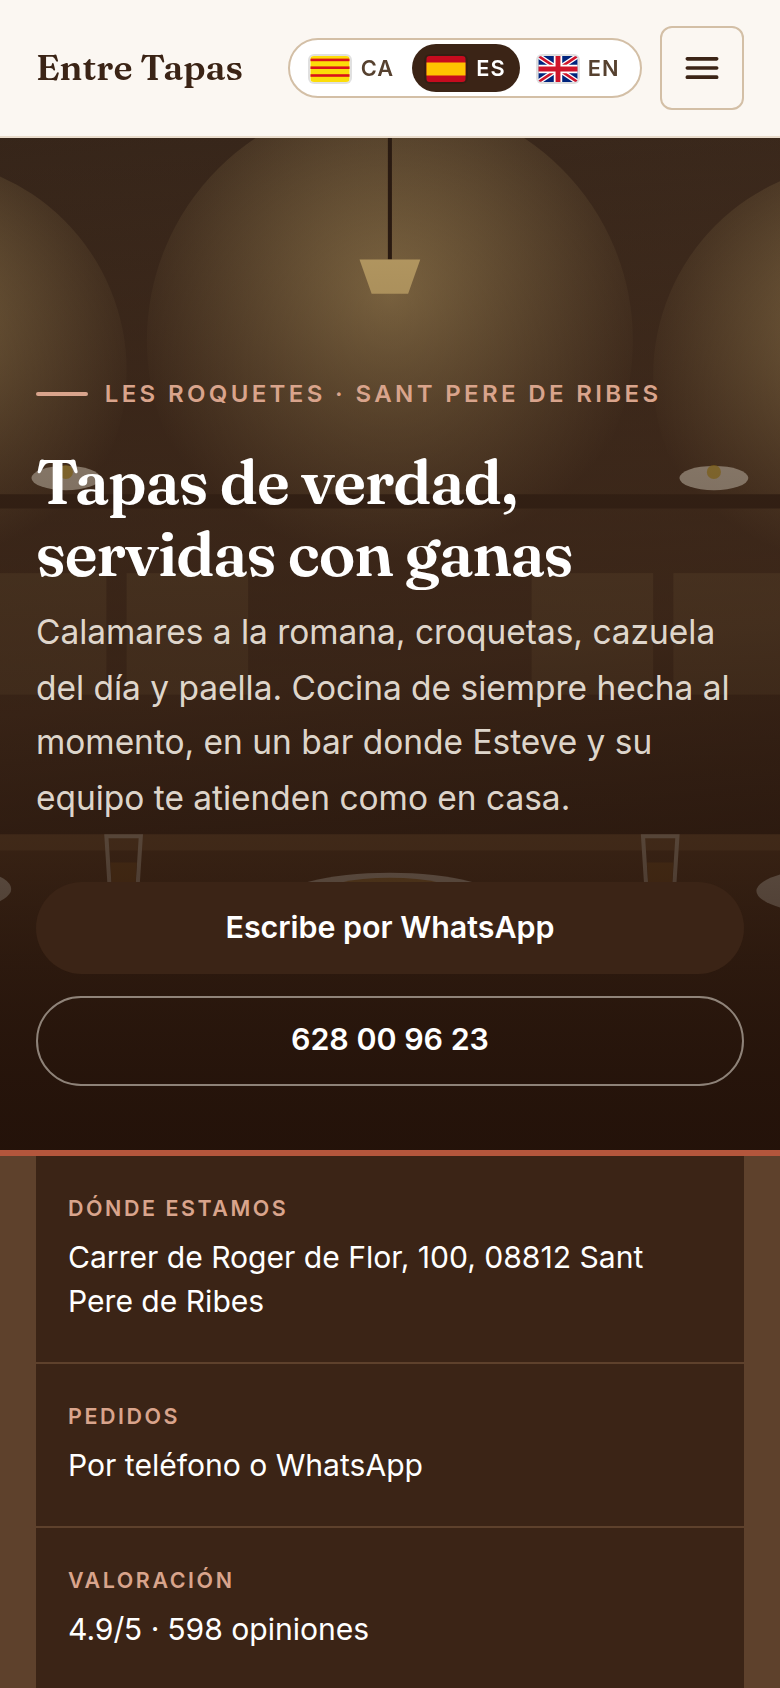 Entre Tapas
CA
ES
EN
LES ROQUETES · SANT PERE DE RIBES
Tapas de verdad,
servidas con ganas
Calamares a la romana, croquetas, cazuela
del día y paella. Cocina de siempre hecha al
momento, en un bar donde Esteve y su
equipo te atienden como en casa.
Escribe por WhatsApp
628 00 96 23
DÓNDE ESTAMOS
Carrer de Roger de Flor, 100, 08812 Sant
Pere de Ribes
PEDIDOS
Por teléfono o WhatsApp
VALORACIÓN
4.9/5 · 598 opiniones